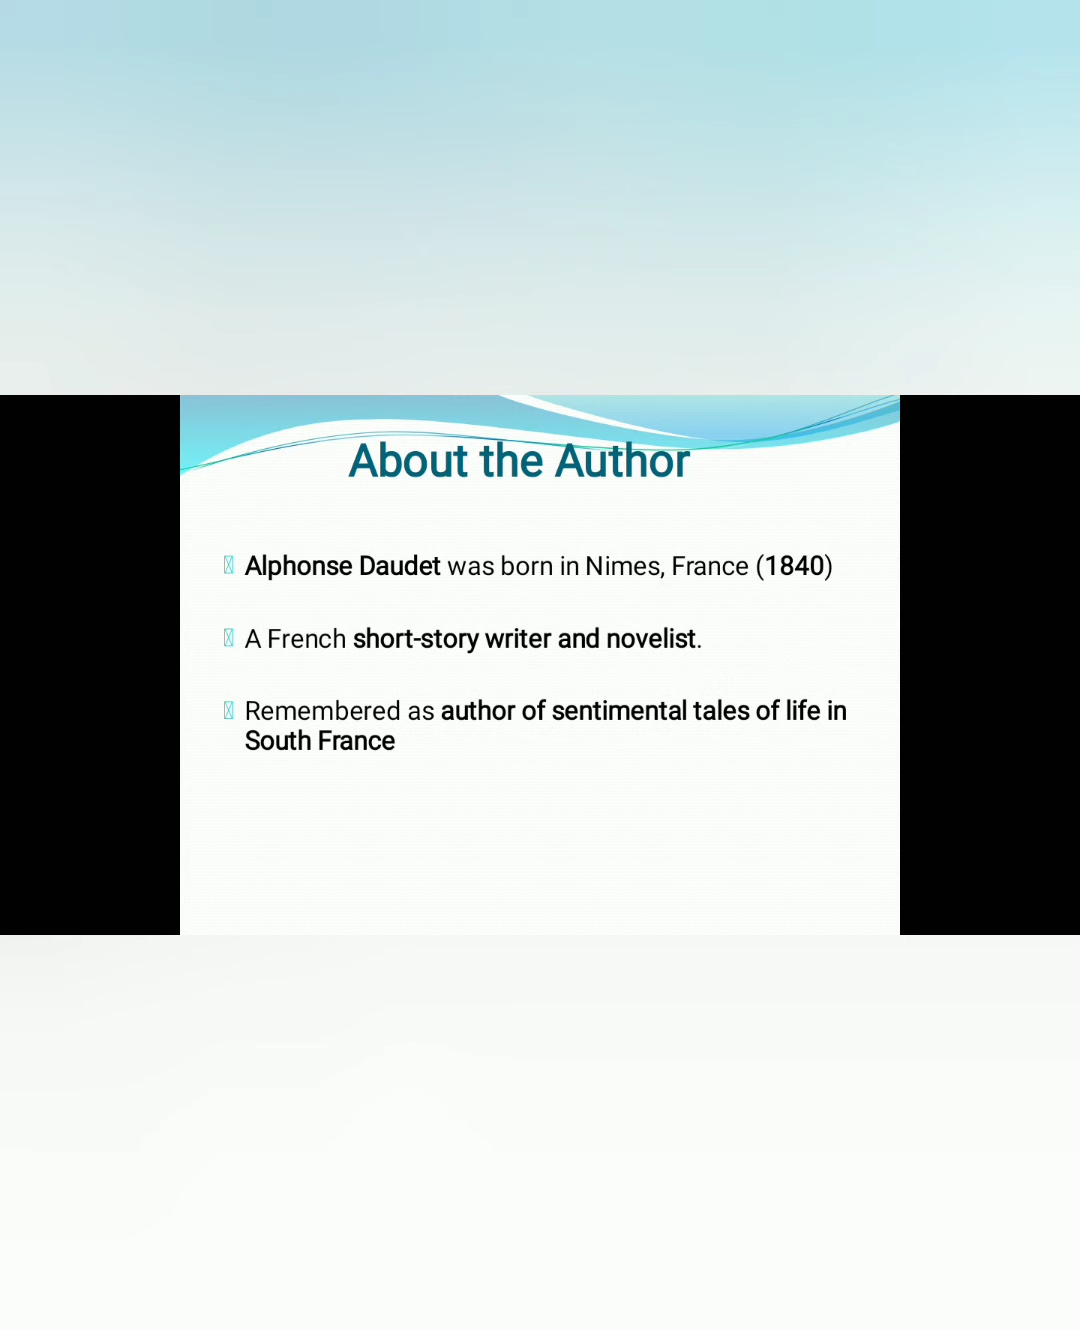 About the Author
Alphonse Daudet was born in Nimes, France (1840)
A French short-story writer and novelist.
Remembered as author of sentimental tales of life in
South France